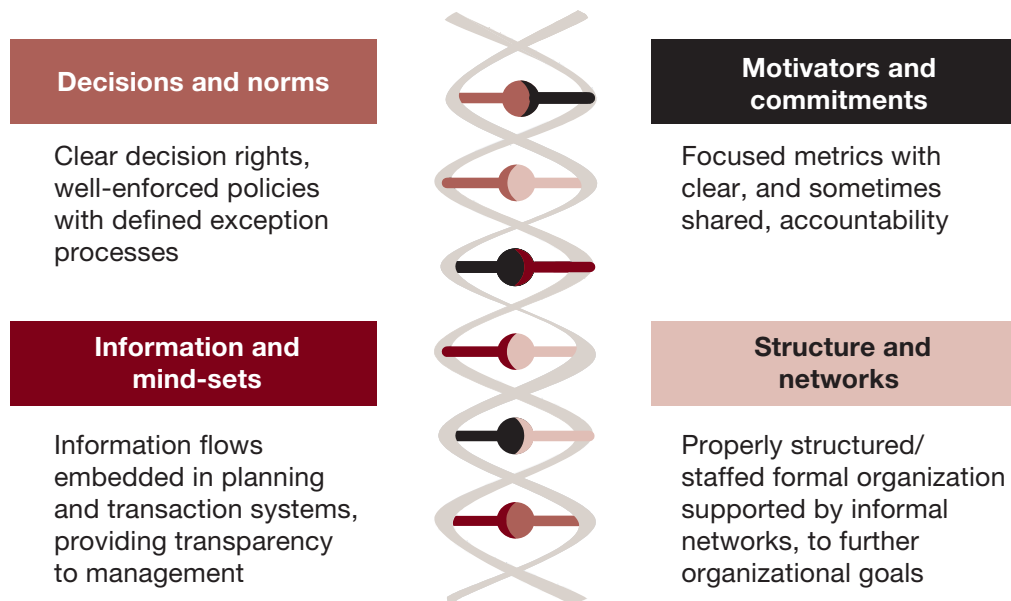 Decisions and norms
Clear decision rights,
well-enforced policies
with defined exception
processes
Motivators and
commitments
Focused metrics with
clear, and sometimes
shared, accountability
Information and
mind-sets
Information flows
embedded in planning
and transaction systems,
providing transparency
to management
Structure and
networks
Properly structured/
staffed formal organization
supported by informal
networks, to further
organizational goals